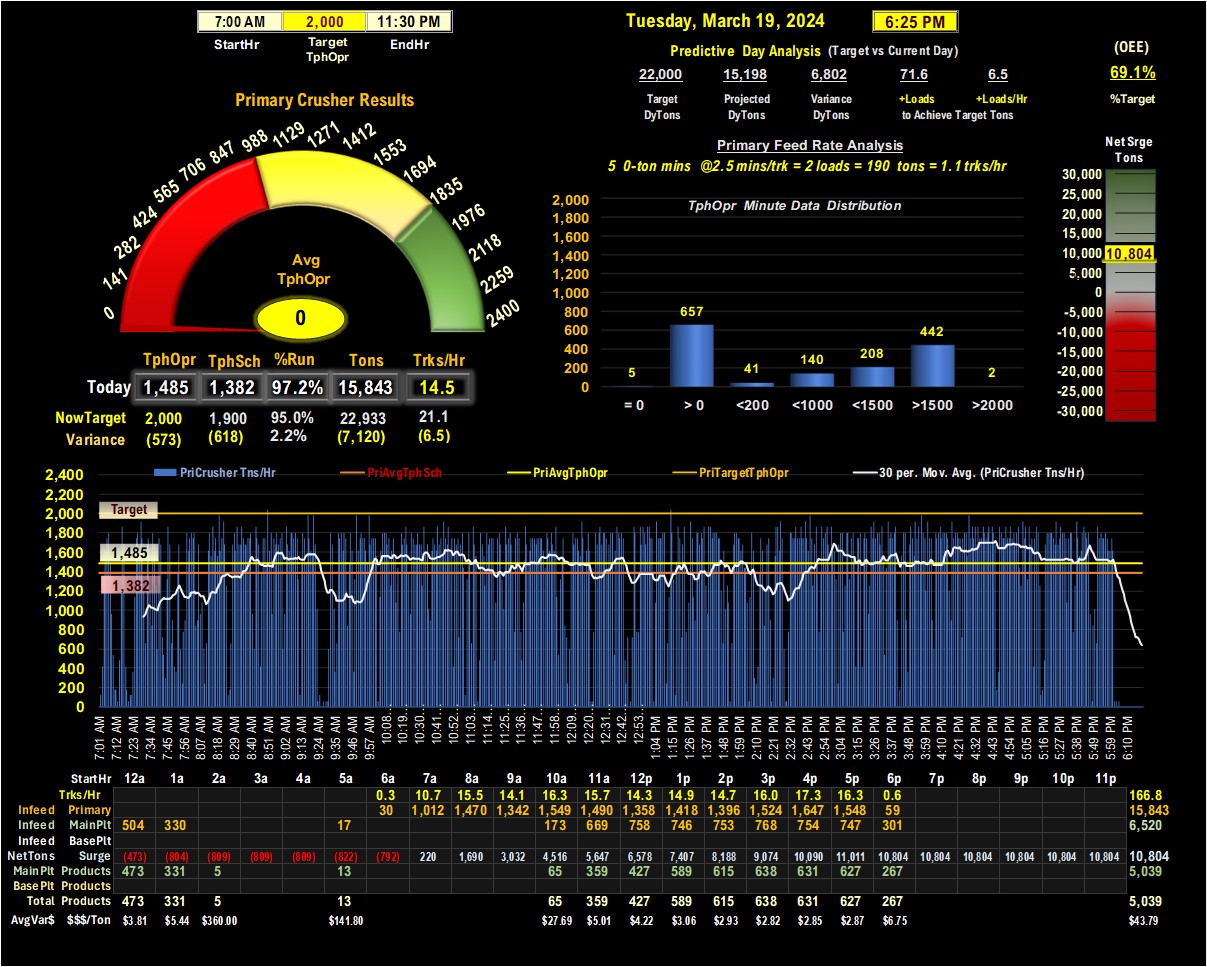 7:00 AM 2,000 11:30 PM
StartHr Target TphOpr EndHr
Tuesday, March 19, 2024 6:25 PM
Predictive Day Analysis (Target vs Current Day)
22,000 15,198 6,802 71.6 6.5
Target Projected Variance +Loads +Loads/Hr
DyTons DyTons DyTons to Achieve Target Tons
(OEE)
69.1%
%Target
Primary Crusher Results
0 141 282 424 565 706 847 988 1129 1271 1412 1553 1694 1835 1976 2118 2259 2400
Avg
TphOpr
0
TphOpr TphSch %Run Tons Trks/Hr
Today 1,485 1,382 97.2% 15,843 14.5
NowTarget 2,000 1,900 95.0% 22,933 21.1
Variance (573) (618) 2.2% (7,120) (6.5)
Primary Feed Rate Analysis
5 0-ton mins @2.5 mins/trk = 2 loads = 190 tons = 1.1 trks/hr
TphOpr Minute Data Distribution
2,000
1,800
1,600
1,400
1,200
1,000
800
600
400
200
0
5 657 41 140 208 442 2
= 0 > 0 <200 <1000 <1500 >1500 >2000
Net Srge
Tons
30,000
25,000
20,000
15,000
10,000 10,804
5,000
0
-5,000
-10,000
-15,000
-20,000
-25,000
-30,000
PriCrusher Tns/Hr PriAvgTphSch PriAvgTphOpr PriTargetTphOpr 30 per. Mov. Avg. (PriCrusher Tns/Hr)
2,400
2,200
2,000
1,800
1,600
1,400
1,200
1,000
800
600
400
200
0
Target
1,485
1,382
7:01 AM 7:12 AM 7:23 AM 7:34 AM 7:45 AM 7:56 AM 8:07 AM 8:18 AM 8:29 AM 8:40 AM 8:51 AM 9:02 AM 9:13 AM 9:24 AM 9:35 AM 9:46 AM 9:57 AM 10:08… 10:19… 10:30… 10:41… 10:52… 11:03… 11:14… 11:25… 11:36… 11:47… 11:58… 12:09… 12:20… 12:31… 12:42… 12:53… 1:04 PM 1:15 PM 1:26 PM 1:37 PM 1:48 PM 1:59 PM 2:10 PM 2:21 PM 2:32 PM 2:43 PM 2:54 PM 3:04 PM 3:15 PM 3:26 PM 3:37 PM 3:48 PM 3:59 PM 4:10 PM 4:21 PM 4:32 PM 4:43 PM 4:54 PM 5:05 PM 5:16 PM 5:27 PM 5:38 PM 5:49 PM 5:59 PM 6:10 PM
StartHr 12a 1a 2a 3a 4a 5a 6a 7a 8a 9a 10a 11a 12p 1p 2p 3p 4p 5p 6p 7p 8p 9p 10p 11p
Trks/Hr 0.3 10.7 15.5 14.1 16.3 15.7 14.3 14.9 14.7 16.0 17.3 16.3 0.6 166.8
Infeed Primary 30 1,012 1,470 1,342 1,549 1,490 1,358 1,418 1,396 1,524 1,647 1,548 59 15,843
Infeed MainPlt 504 330 17 173 669 758 746 753 768 754 747 301 6,520
Infeed BasePlt
NetTons Surge (473) (804) (809) (809) (809) (822) (792) 220 1,690 3,032 4,516 5,647 6,578 7,407 8,188 9,074 10,090 11,011 10,804 10,804 10,804 10,804 10,804 10,804 10,804
MainPlt Products 473 331 5 13 65 359 427 589 615 638 631 627 267 5,039
BasePlt Products
Total Products 473 331 5 13 65 359 427 589 615 638 631 627 267 5,039
AvgVar$ $$$/Ton $3.81 $5.44 $360.00 $141.80 $27.69 $5.01 $4.22 $3.06 $2.93 $2.82 $2.85 $2.87 $6.75 $43.79